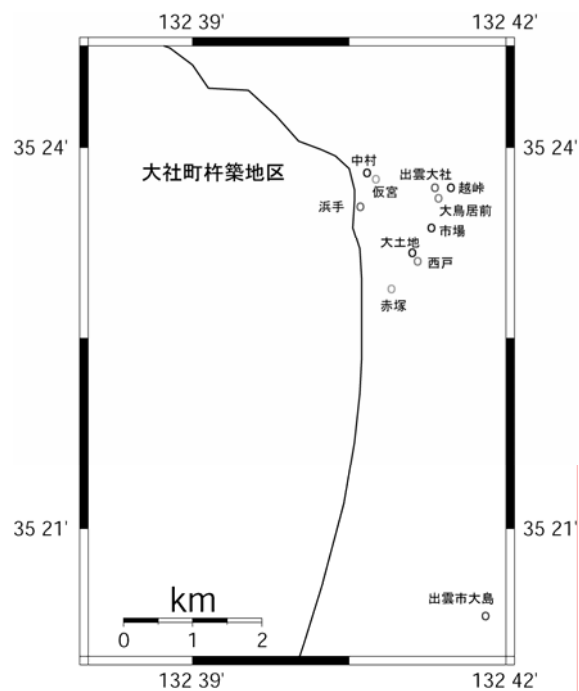 132 39'
132 42'
35 24'
35 24'
中村
出雲大社
越峠
大社町杵築地区
仮宮
浜手
大鳥居前
市場
大土地
西戸
赤塚
35 21'
35 21'
km
出雲市大島
0 1 2
132 39'
132 42'